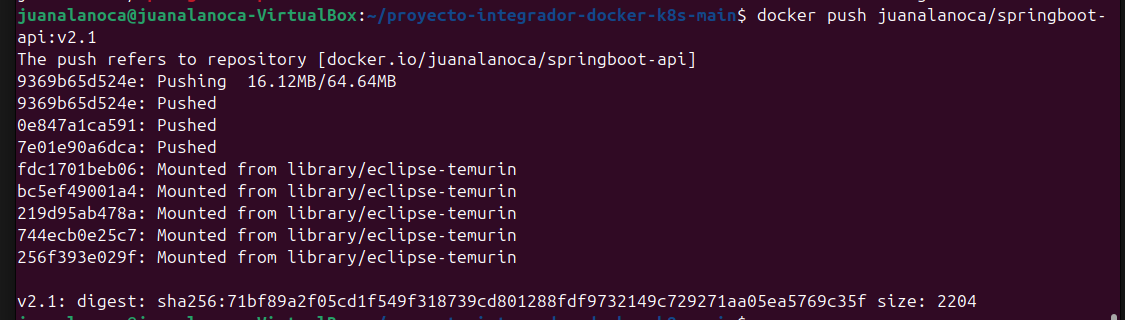 juanalanoca@juanalanoca-VirtualBox:~/proyecto-integrador-docker-k8s-main$ docker push juanalanoca/springboot-
api:v2.1
The push refers to repository [docker.io/juanalanoca/springboot-api]
9369b65d524e: Pushing  16.12MB/64.64MB
9369b65d524e: Pushed
0e847a1ca591: Pushed
7e01e90a6dca: Pushed
fdc1701beb06: Mounted from library/eclipse-temurin
bc5ef49001a4: Mounted from library/eclipse-temurin
219d95ab478a: Mounted from library/eclipse-temurin
744ecb0e25c7: Mounted from library/eclipse-temurin
256f393e029f: Mounted from library/eclipse-temurin
v2.1: digest: sha256:71bf89a2f05cd1f549f318739cd801288fdf9732149c729271aa05ea5769c35f size: 2204